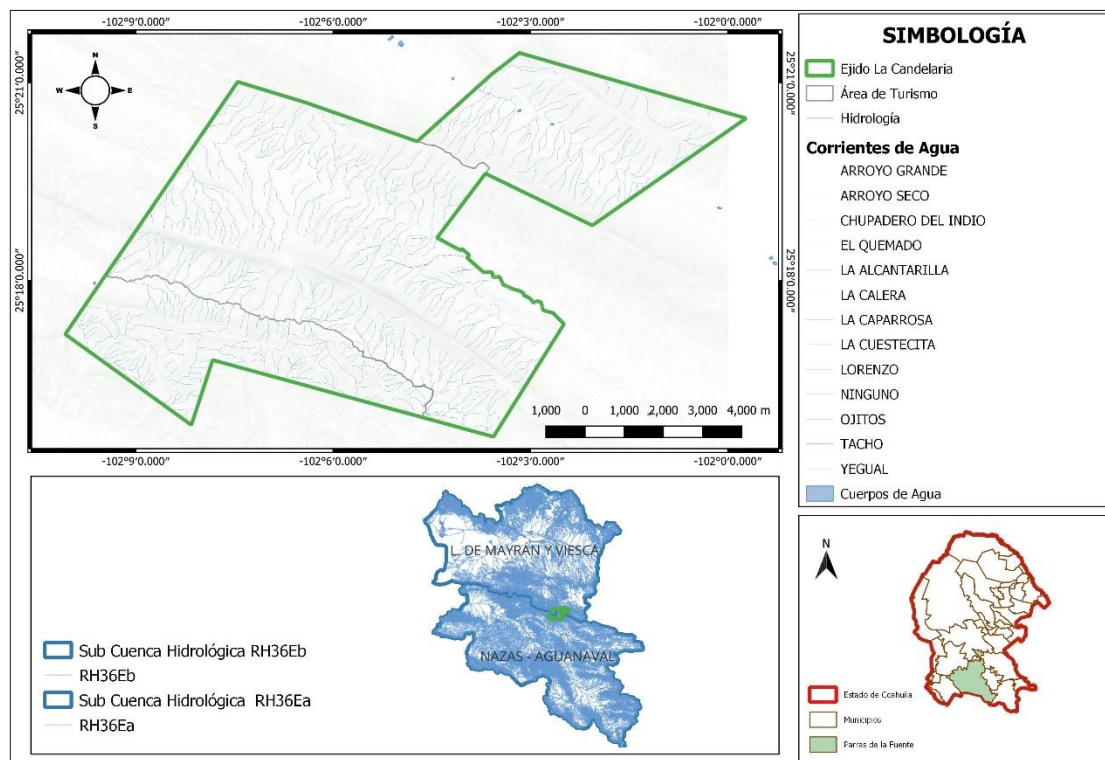 -102°9'0.000" -102°6'0.000" -102°3'0.000" -102°0'0.000"
25°21'0.000"
25°18'0.000"
N
W E
S
25°21'0.000"
25°18'0.000"
1,000 0 1,000 2,000 3,000 4,000 m
-102°9'0.000" -102°6'0.000" -102°3'0.000" -102°0'0.000"
SIMBOLOGÍA
Ejido La Candelaria
Área de Turismo
Hidrología
Corrientes de Agua
ARROYO GRANDE
ARROYO SECO
CHUPADERO DEL INDIO
EL QUEMADO
LA ALCANTARILLA
LA CALERA
LA CAPARROSA
LA CUESTECITA
LORENZO
NINGUNO
OJITOS
TACHO
YEGUAL
Cuerpos de Agua
L. DE MAYRÁN Y VIESCA
NAZAS - AGUANAVAL
Sub Cuenca Hidrológica RH36Eb
RH36Eb
Sub Cuenca Hidrológica RH36Ea
RH36Ea
N
Estado de Coahuila
Municipios
Parras de la Fuente